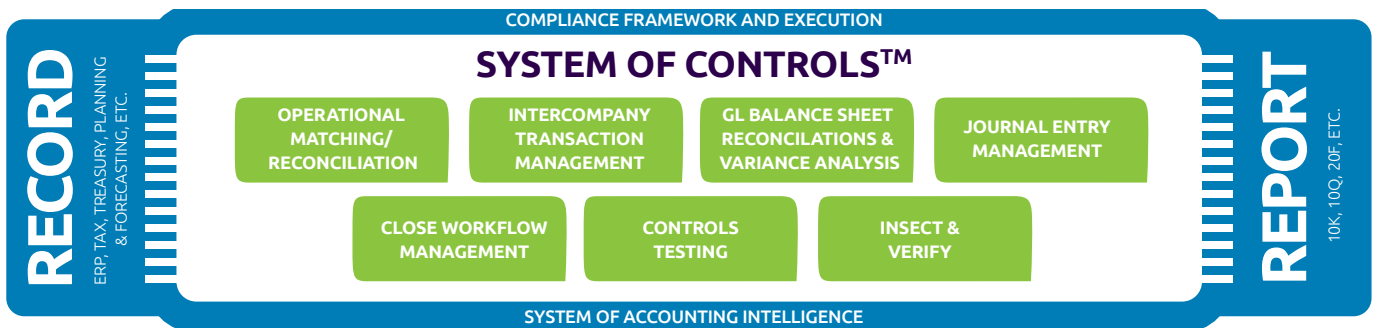 COMPLIANCE FRAMEWORK AND EXECUTION
RECORD
ERP, TAX, TREASURY, PLANNING
& FORECASTING, ETC.
SYSTEM OF CONTROLS™
OPERATIONAL
MATCHING/
RECONCILIATION
INTERCOMPANY
TRANSACTION
MANAGEMENT
GL BALANCE SHEET
RECONCILATIONS &
VARIANCE ANALYSIS
JOURNAL ENTRY
MANAGEMENT
CLOSE WORKFLOW
MANAGEMENT
CONTROLS
TESTING
INSECT &
VERIFY
REPORT
10K, 10Q, 20F, ETC.
SYSTEM OF ACCOUNTING INTELLIGENCE